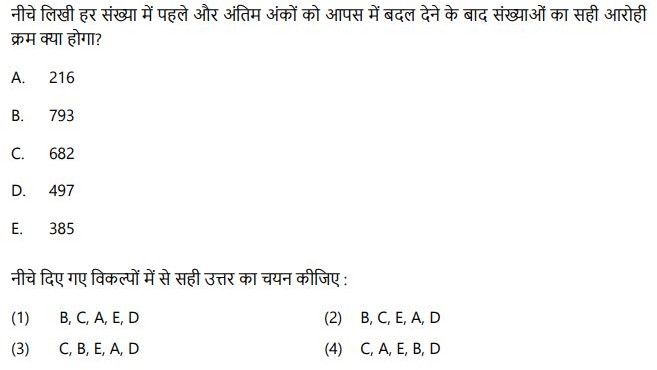 नीचे लिखी हर संख्या में पहले और अंतिम अंकों को आपस में बदल देने के बाद संख्याओं का सही आरोही
क्रम क्या होगा?
A. 216
B. 793
C. 682
D. 497
E. 385
नीचे दिए गए विकल्पों में से सही उत्तर का चयन कीजिए :
(1) B, C, A, E, D (2) B, C, E, A, D
(3) C, B, E, A, D (4) C, A, E, B, D